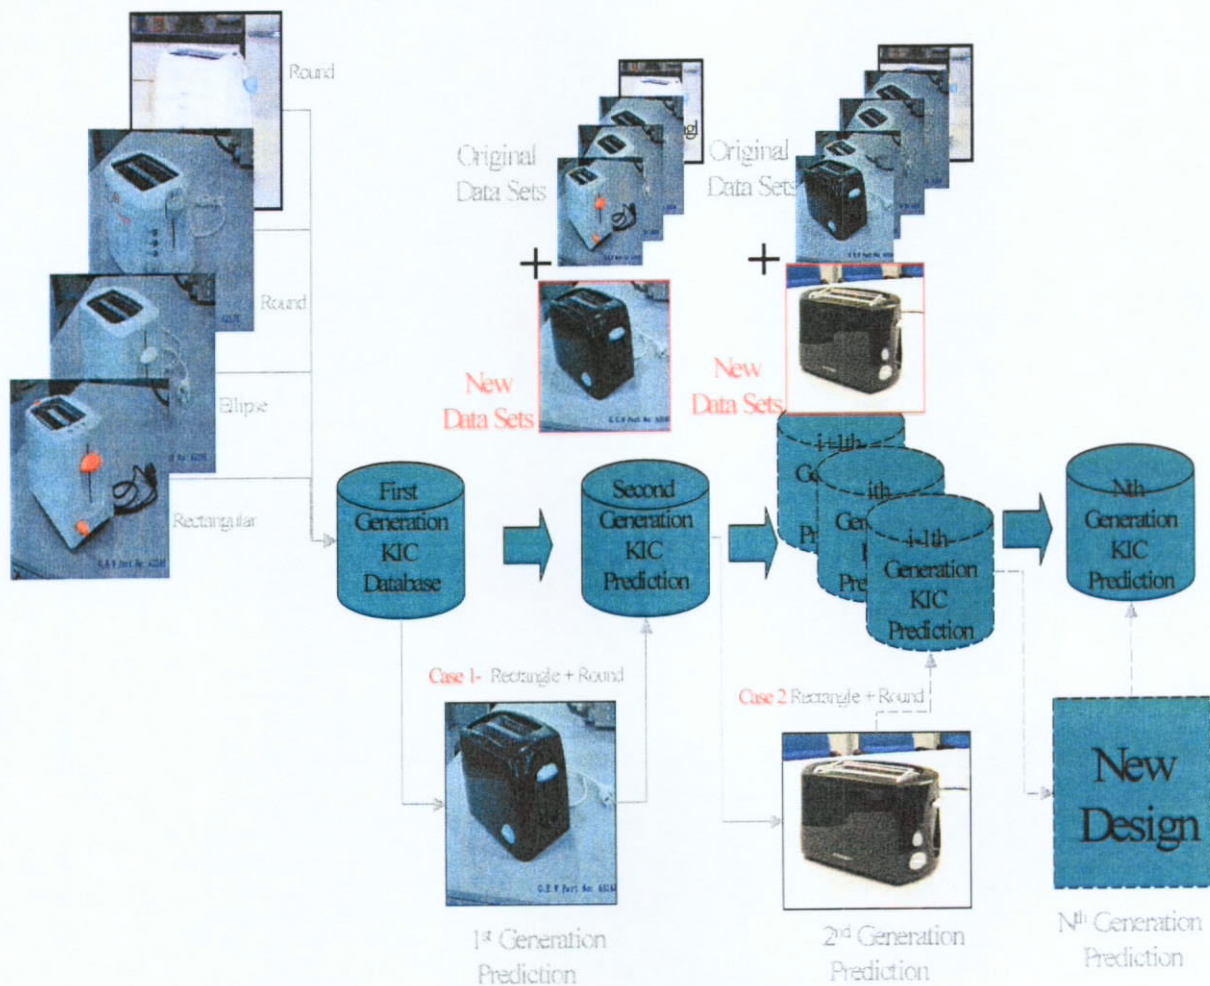 Round
Round
Ellipse
Rectangular
Original
Data Sets
+
New
Data Sets
Original
Data Sets
+
New
Data Sets
First
Generation
KIC
Database
Second
Generation
KIC
Prediction
i+1th
ith
i-1th
Generation
KIC
Prediction
Nth
Generation
KIC
Prediction
Case 1- Rectangle + Round
Case 2 Rectangle + Round
New
Design
1st Generation
Prediction
2nd Generation
Prediction
Nth Generation
Prediction